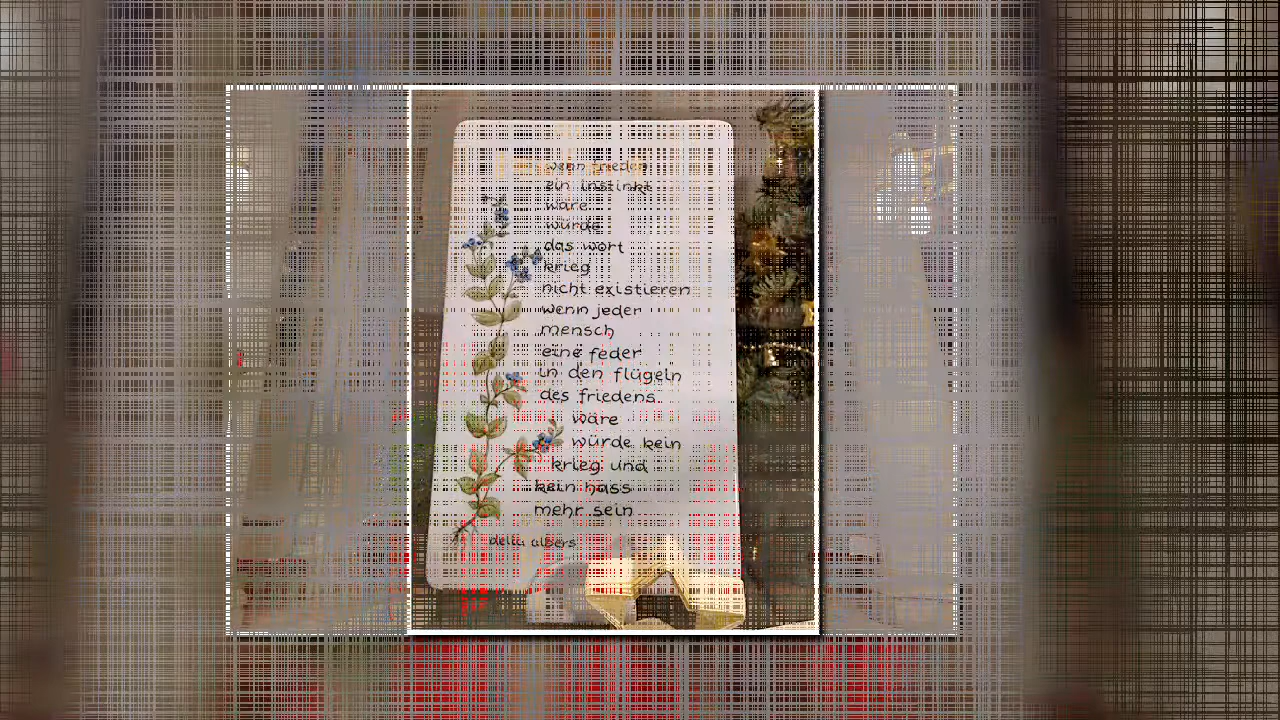 wenn frieden
ein instinkt
wäre
würde
das wort
krieg
nicht existieren
wenn jeder
mensch
eine feder
in den flügeln
des friedens
wäre
würde kein
krieg und
kein hass
mehr sein
delia albers